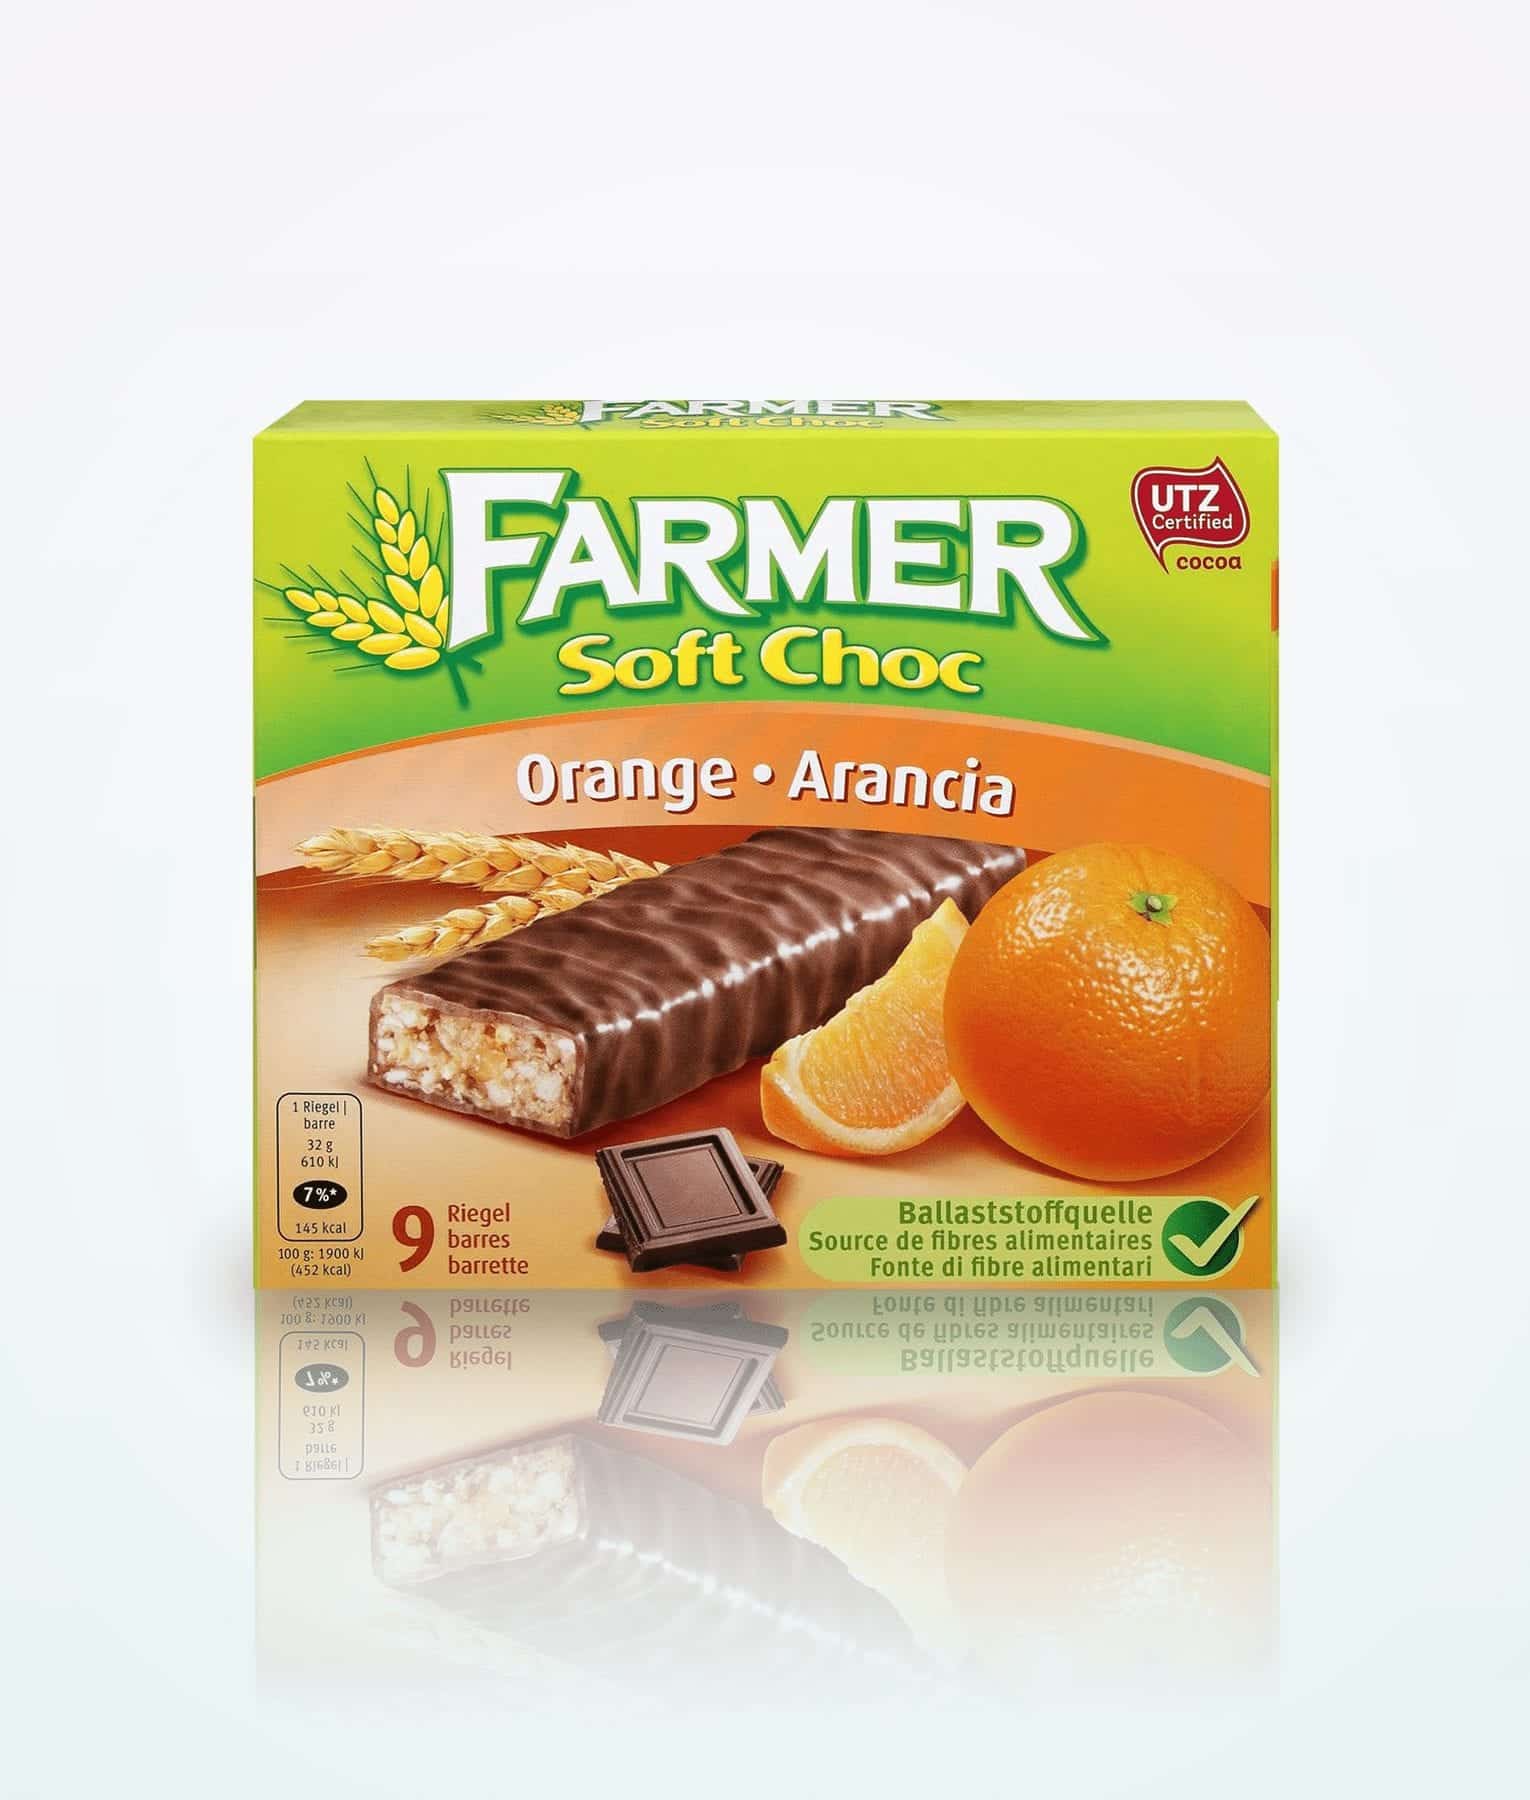 FARMER
Soft Choc
FARMER
Soft Choc
UTZ
Certified
cocoa
Orange • Arancia
1 Riegel |
barre
32 g
610 kJ
7%*
145 kcal
100 g: 1900 kJ
(452 kcal)
9
Riegel
barres
barrette
Ballaststoffquelle
Source de fibres alimentaires
Fonte di fibre alimentari